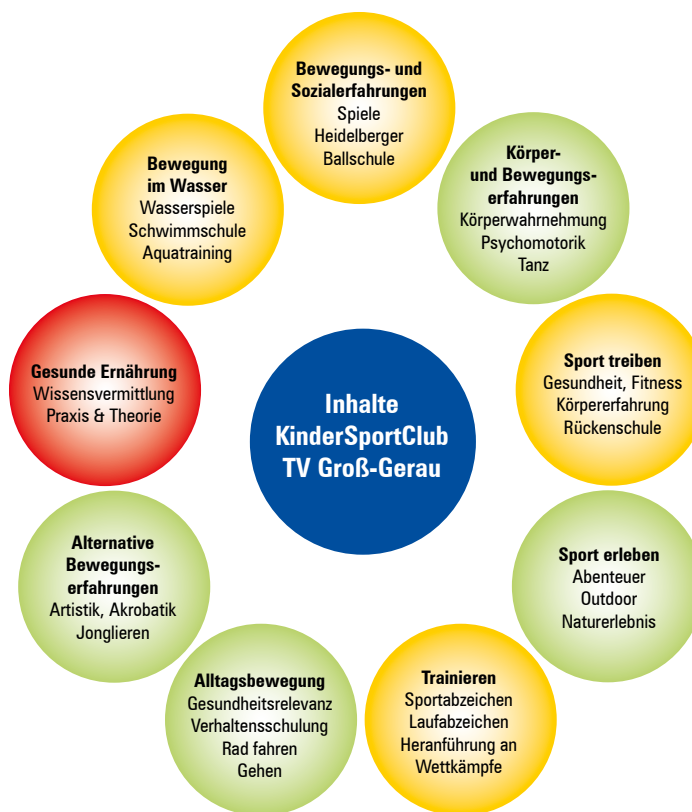 Bewegungs- und
Sozialerfahrungen
Spiele
Heidelberger
Ballschule
Körper-
und Bewegungs-
erfahrungen
Körperwahrnehmung
Psychomotorik
Tanz
Sport treiben
Gesundheit, Fitness
Körpererfahrung
Rückenschule
Sport erleben
Abenteuer
Outdoor
Naturerlebnis
Trainieren
Sportabzeichen
Laufabzeichen
Heranführung an
Wettkämpfe
Alltagsbewegung
Gesundheitsrelevanz
Verhaltensschulung
Rad fahren
Gehen
Alternative
Bewegungs-
erfahrungen
Artistik, Akrobatik
Jonglieren
Gesunde Ernährung
Wissensvermittlung
Praxis & Theorie
Bewegung
im Wasser
Wasserspiele
Schwimmschule
Aquatraining
Inhalte
KinderSportClub
TV Groß-Gerau